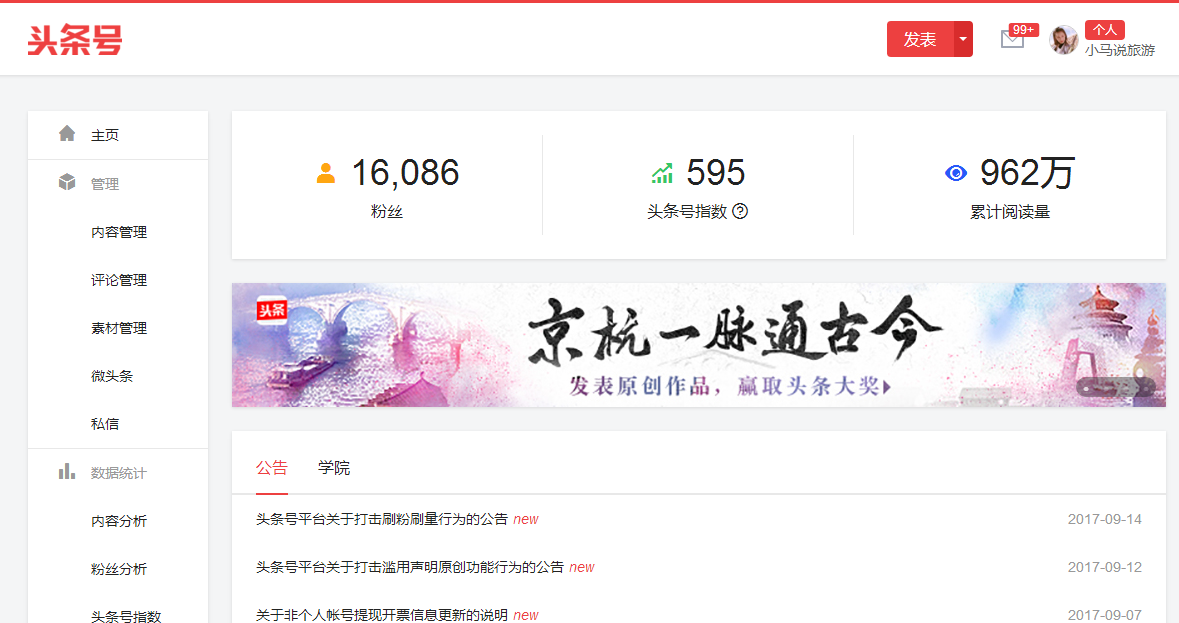 头条号
发表
99+
个人
小马说旅游
主页
管理
内容管理
评论管理
素材管理
微头条
私信
数据统计
内容分析
粉丝分析
头条号指数
16,086
粉丝
595
头条号指数
962万
累计阅读量
头条
京杭一脉通古今
发表原创作品，赢取头条大奖
公告 学院
头条号平台关于打击刷粉刷量行为的公告 new 2017-09-14
头条号平台关于打击滥用声明原创功能行为的公告 new 2017-09-12
关于非个人帐号提现开票信息更新的说明 new 2017-09-07